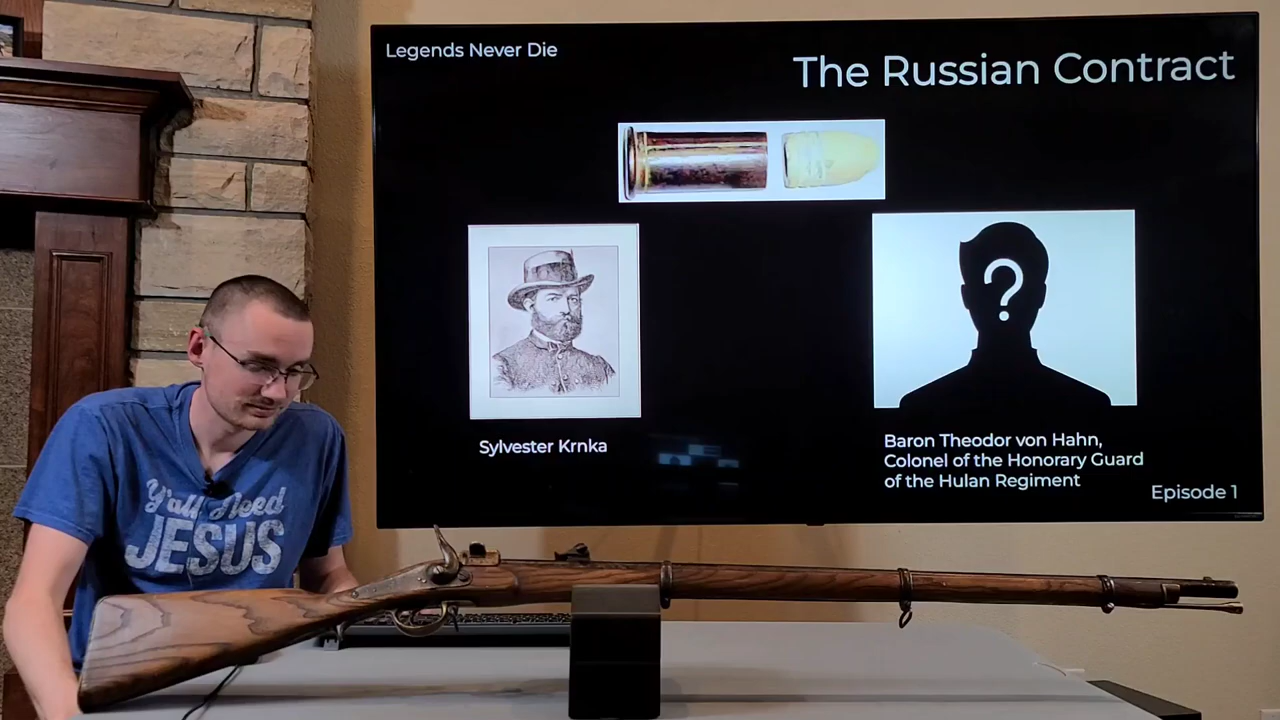 Legends Never Die
The Russian Contract
?
Sylvester Krnka
Baron Theodor von Hahn,
Colonel of the Honorary Guard
of the Hulan Regiment
Episode 1
Y'all Need
JESUS